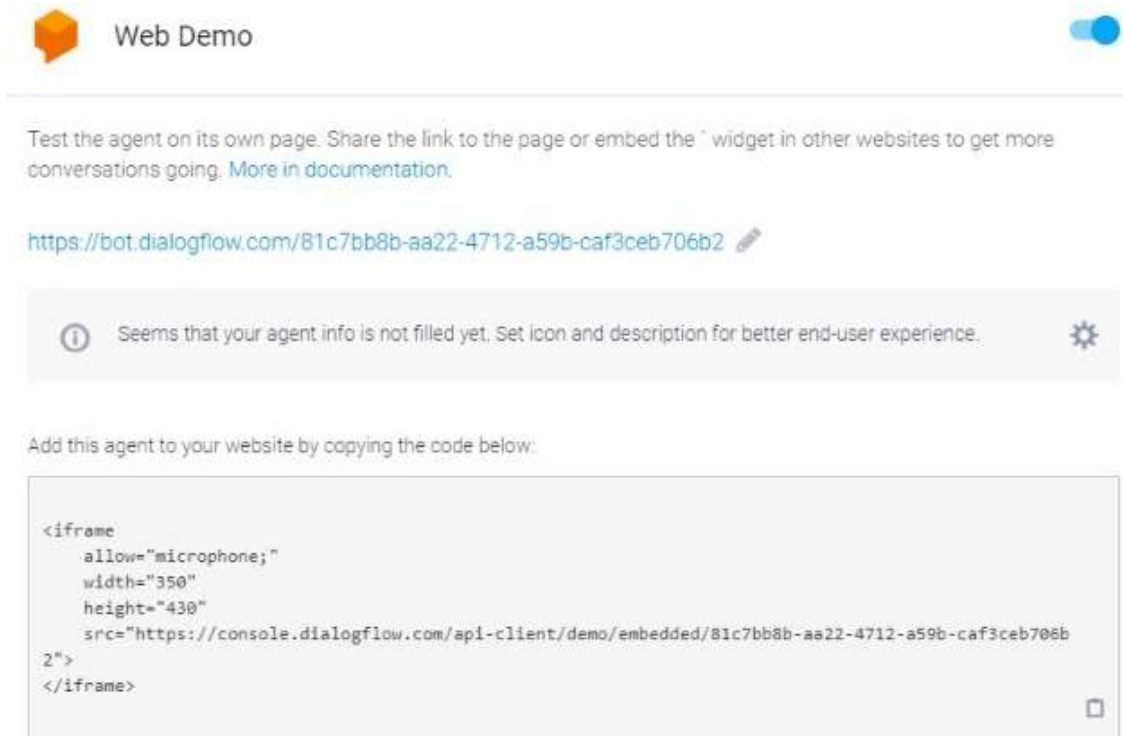 Web Demo
Test the agent on its own page. Share the link to the page or embed the ` widget in other websites to get more
conversations going. More in documentation.
https://bot.dialogflow.com/81c7bb8b-aa22-4712-a59b-caf3ceb706b2
Seems that your agent info is not filled yet. Set icon and description for better end-user experience.
Add this agent to your website by copying the code below:
<iframe
    allow="microphone;"
    width="350"
    height="430"
    src="https://console.dialogflow.com/api-client/demo/embedded/81c7bb8b-aa22-4712-a59b-caf3ceb706b
2">
</iframe>